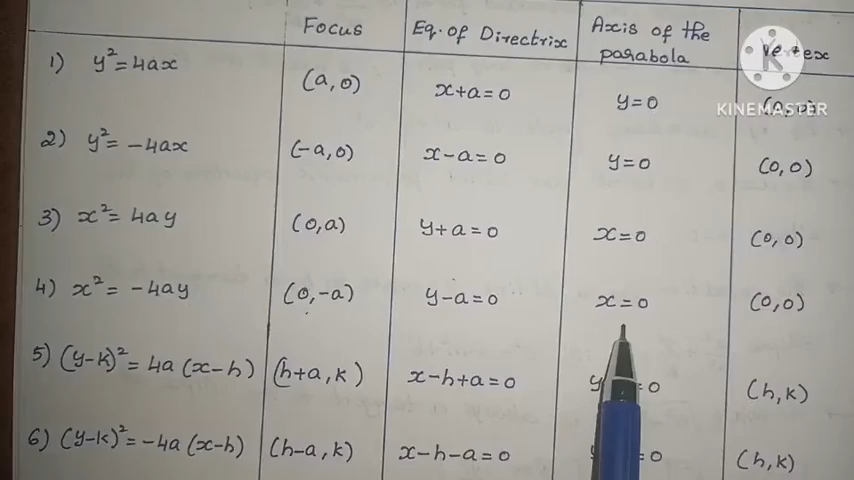 Focus Eq. of Directrix Axis of the parabola
1) y² = 4ax (a, 0) x+a = 0 y = 0
2) y² = -4ax (-a, 0) x-a = 0 y = 0 (0, 0)
3) x² = 4ay (0, a) y+a = 0 x = 0 (0, 0)
4) x² = -4ay (0, -a) y-a = 0 x = 0 (0, 0)
5) (y-k)² = 4a (x-h) (h+a, k) x-h+a = 0 = 0 (h, k)
6) (y-k)² = -4a (x-h) (h-a, k) x-h-a = 0 = 0 (h, k)
KINEMASTER